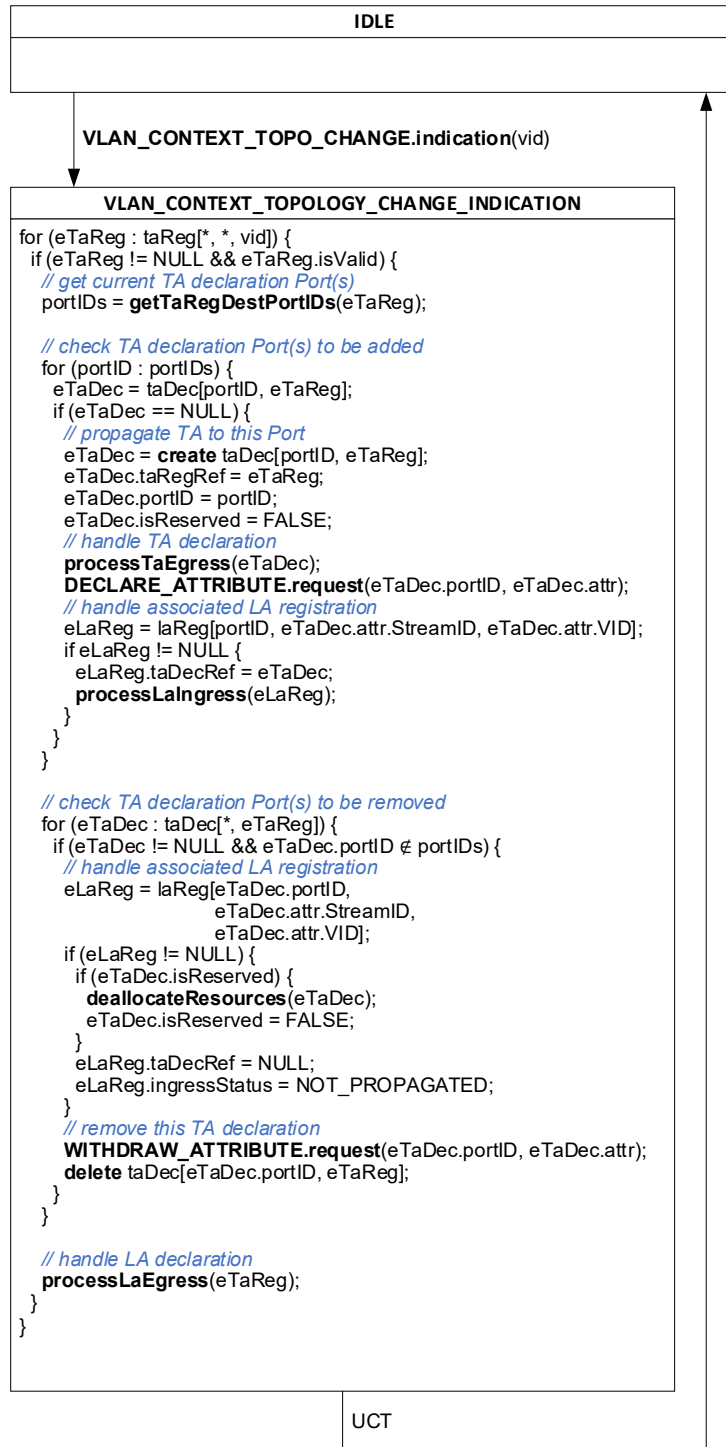 IDLE
VLAN_CONTEXT_TOPO_CHANGE.indication(vid)
VLAN_CONTEXT_TOPOLOGY_CHANGE_INDICATION
for (eTaReg : taReg[*, *, vid]) {
if (eTaReg != NULL && eTaReg.isValid) {
// get current TA declaration Port(s)
portIDs = getTaRegDestPortIDs(eTaReg);
// check TA declaration Port(s) to be added
for (portID : portIDs) {
eTaDec = taDec[portID, eTaReg];
if (eTaDec == NULL) {
// propagate TA to this Port
eTaDec = create taDec[portID, eTaReg];
eTaDec.taRegRef = eTaReg;
eTaDec.portID = portID;
eTaDec.isReserved = FALSE;
// handle TA declaration
processTaEgress(eTaDec);
DECLARE_ATTRIBUTE.request(eTaDec.portID, eTaDec.attr);
// handle associated LA registration
eLaReg = laReg[portID, eTaDec.attr.StreamID, eTaDec.attr.VID];
if eLaReg != NULL {
eLaReg.taDecRef = eTaDec;
processLaIngress(eLaReg);
}
}
}
// check TA declaration Port(s) to be removed
for (eTaDec : taDec[*, eTaReg]) {
if (eTaDec != NULL && eTaDec.portID ∉ portIDs) {
// handle associated LA registration
eLaReg = laReg[eTaDec.portID,
eTaDec.attr.StreamID,
eTaDec.attr.VID];
if (eLaReg != NULL) {
if (eTaDec.isReserved) {
deallocateResources(eTaDec);
eTaDec.isReserved = FALSE;
}
eLaReg.taDecRef = NULL;
eLaReg.ingressStatus = NOT_PROPAGATED;
}
// remove this TA declaration
WITHDRAW_ATTRIBUTE.request(eTaDec.portID, eTaDec.attr);
delete taDec[eTaDec.portID, eTaReg];
}
}
// handle LA declaration
processLaEgress(eTaReg);
}
}
UCT